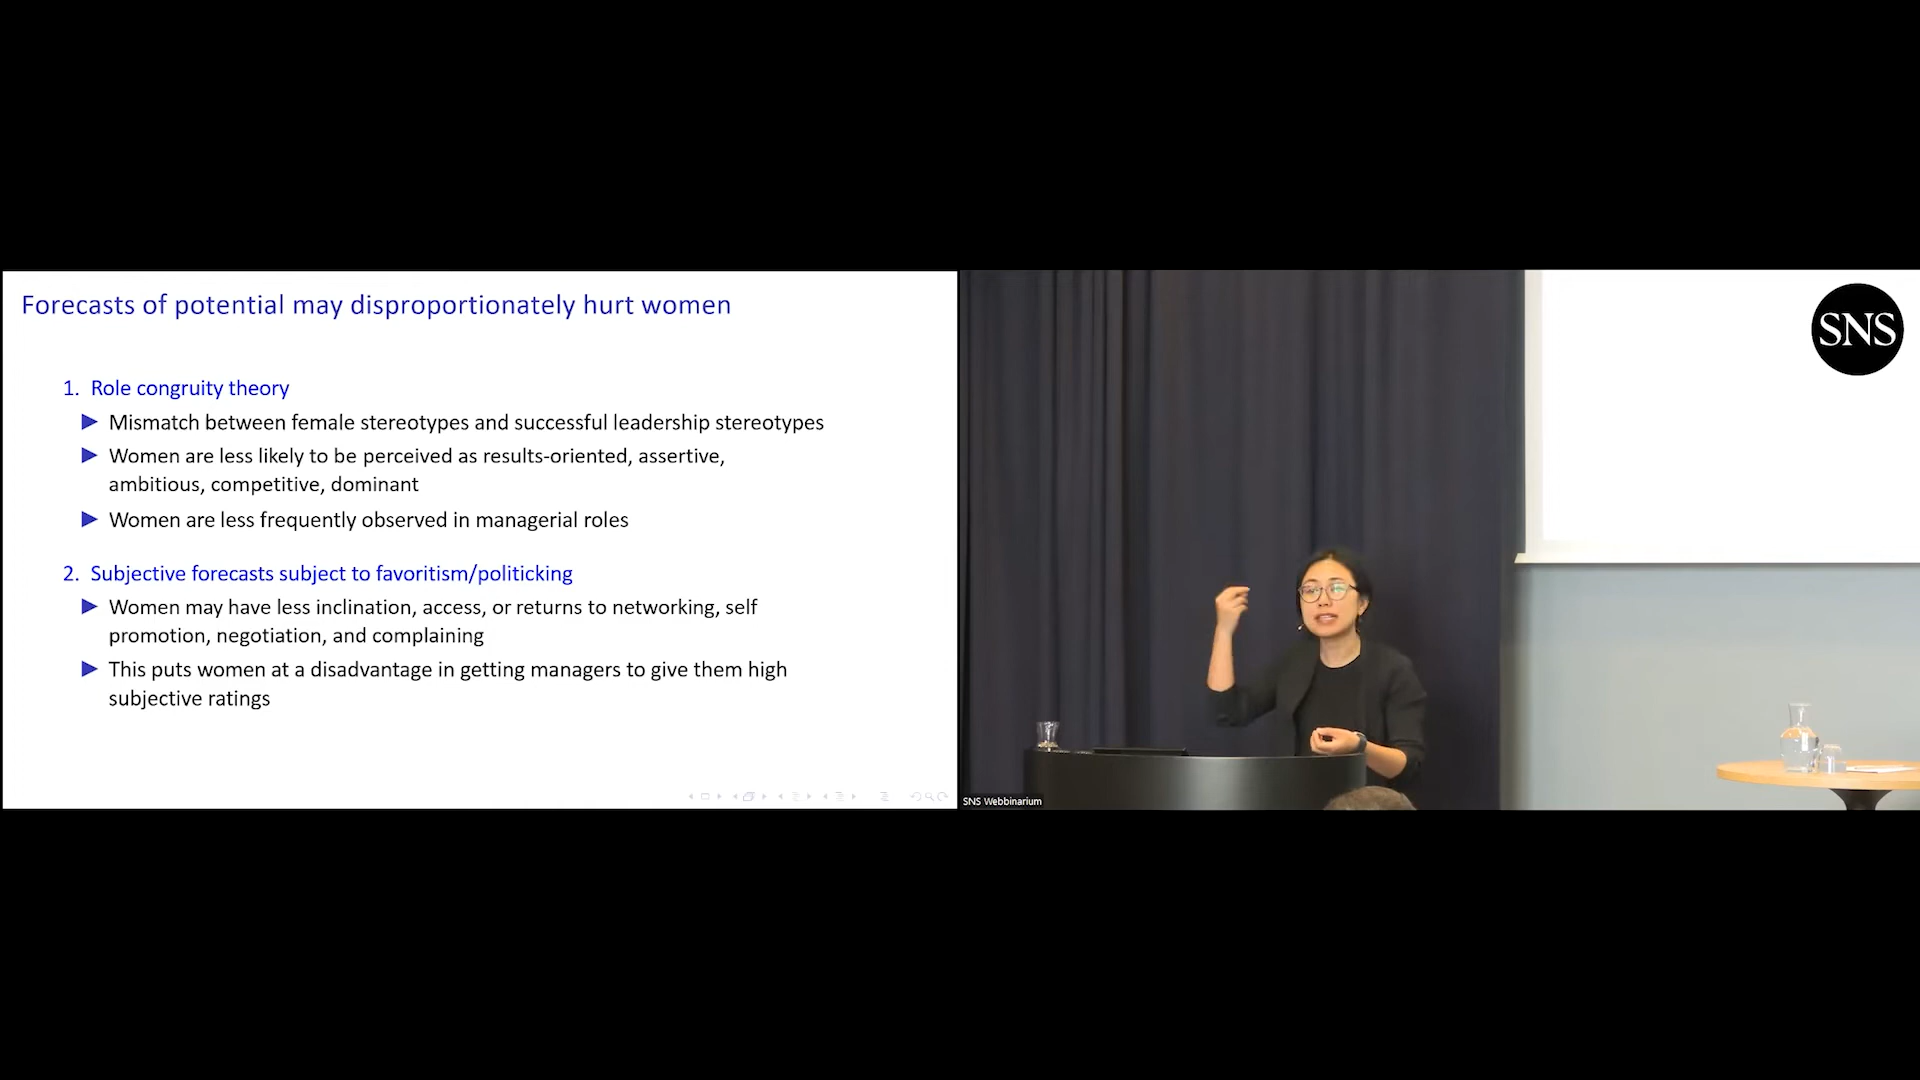 Forecasts of potential may disproportionately hurt women
1. Role congruity theory
Mismatch between female stereotypes and successful leadership stereotypes
Women are less likely to be perceived as results-oriented, assertive,
ambitious, competitive, dominant
Women are less frequently observed in managerial roles
2. Subjective forecasts subject to favoritism/politicking
Women may have less inclination, access, or returns to networking, self
promotion, negotiation, and complaining
This puts women at a disadvantage in getting managers to give them high
subjective ratings
SNS
SNS Webbinarium